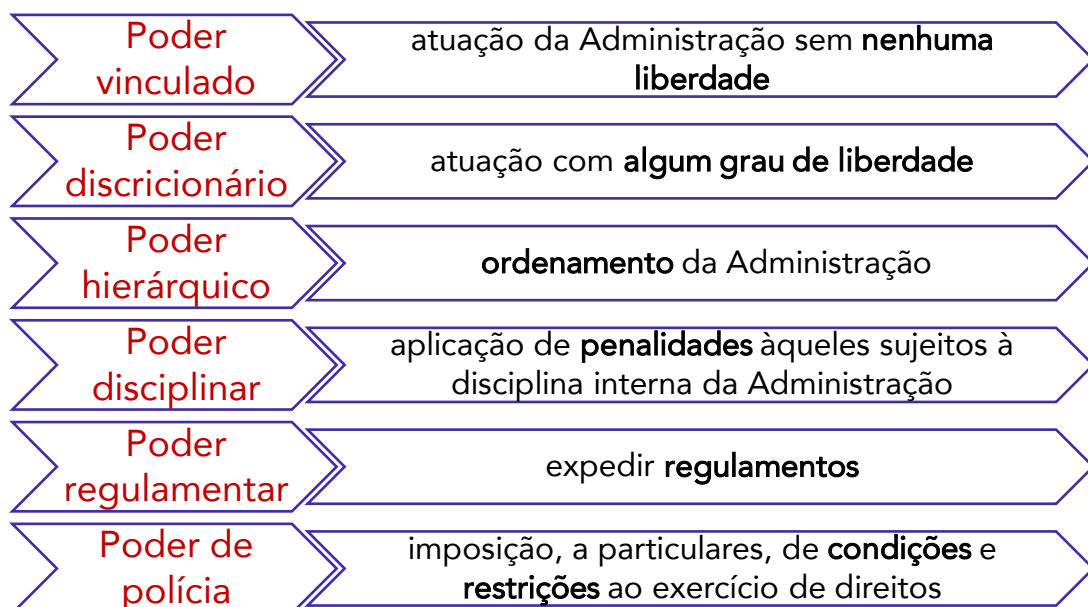 Poder
vinculado
atuação da Administração sem nenhuma
liberdade
Poder
discricionário
atuação com algum grau de liberdade
Poder
hierárquico
ordenamento da Administração
Poder
disciplinar
aplicação de penalidades àqueles sujeitos à
disciplina interna da Administração
Poder
regulamentar
expedir regulamentos
Poder de
polícia
imposição, a particulares, de condições e
restrições ao exercício de direitos